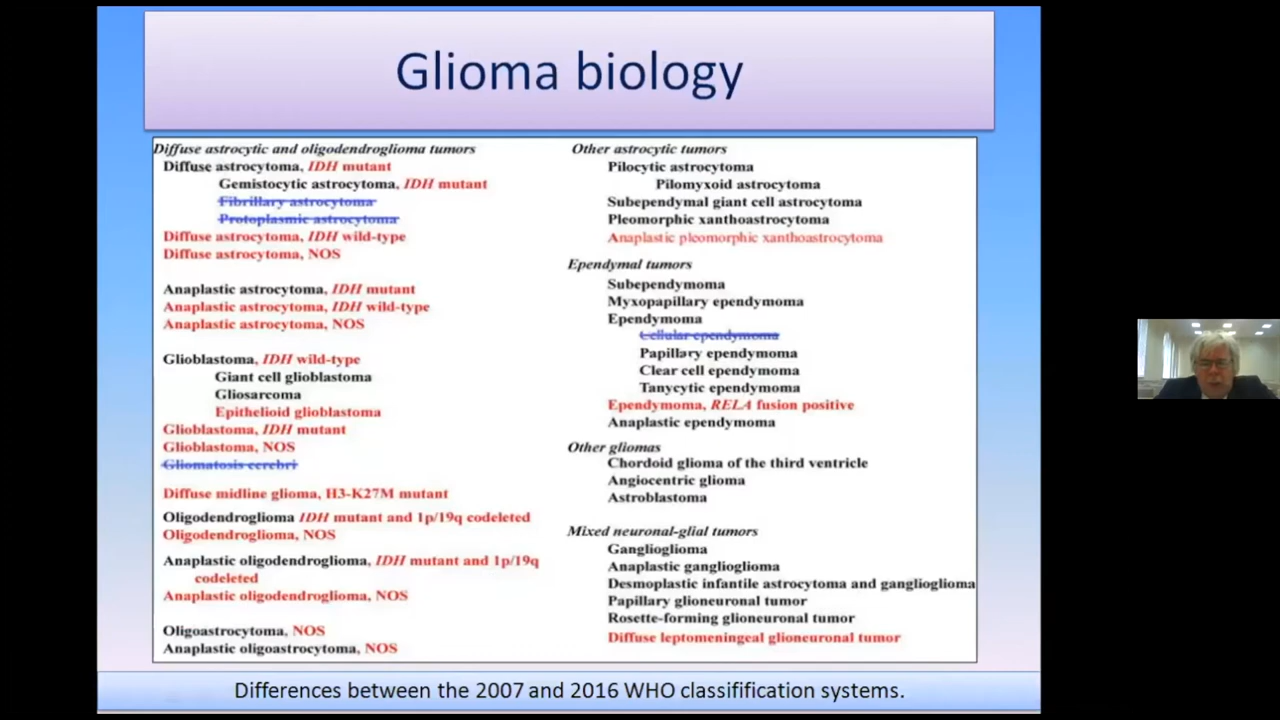 Glioma biology
Diffuse astrocytic and oligodendroglioma tumors
Diffuse astrocytoma, IDH mutant
Gemistocytic astrocytoma, IDH mutant
Fibrillary astrocytoma
Protoplasmic astrocytoma
Diffuse astrocytoma, IDH wild-type
Diffuse astrocytoma, NOS
Anaplastic astrocytoma, IDH mutant
Anaplastic astrocytoma, IDH wild-type
Anaplastic astrocytoma, NOS
Glioblastoma, IDH wild-type
Giant cell glioblastoma
Gliosarcoma
Epithelioid glioblastoma
Glioblastoma, IDH mutant
Glioblastoma, NOS
Gliomatosis cerebri
Diffuse midline glioma, H3-K27M mutant
Oligodendroglioma IDH mutant and 1p/19q codeleted
Oligodendroglioma, NOS
Anaplastic oligodendroglioma, IDH mutant and 1p/19q
codeleted
Anaplastic oligodendroglioma, NOS
Oligoastrocytoma, NOS
Anaplastic oligoastrocytoma, NOS
Other astrocytic tumors
Pilocytic astrocytoma
Pilomyxoid astrocytoma
Subependymal giant cell astrocytoma
Pleomorphic xanthoastrocytoma
Anaplastic pleomorphic xanthoastrocytoma
Ependymal tumors
Subependymoma
Myxopapillary ependymoma
Ependymoma
Cellular ependymoma
Papillary ependymoma
Clear cell ependymoma
Tanycytic ependymoma
Ependymoma, RELA fusion positive
Anaplastic ependymoma
Other gliomas
Chordoid glioma of the third ventricle
Angiocentric glioma
Astroblastoma
Mixed neuronal-glial tumors
Ganglioglioma
Anaplastic ganglioglioma
Desmoplastic infantile astrocytoma and ganglioglioma
Papillary glioneuronal tumor
Rosette-forming glioneuronal tumor
Diffuse leptomeningeal glioneuronal tumor
Differences between the 2007 and 2016 WHO classifification systems.